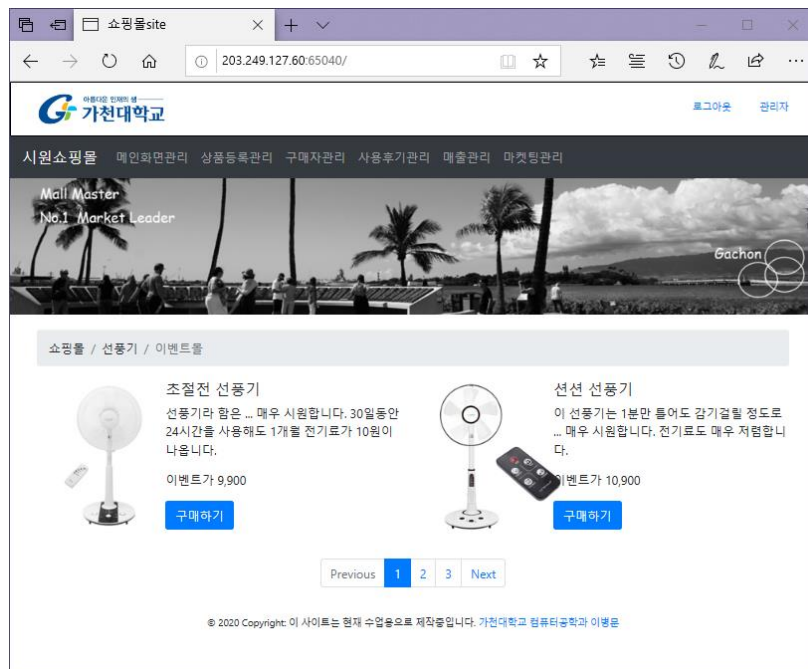 쇼핑몰site
203.249.127.60:65040/
아름다운 인재의 샘
가천대학교
로그아웃 관리자
시원쇼핑몰 메인화면관리 상품등록관리 구매자관리 사용후기관리 매출관리 마켓팅관리
Mall Master
No.1 Market Leader
Gachon
쇼핑몰 / 선풍기 / 이벤트몰
초절전 선풍기
선풍기라 함은 ... 매우 시원합니다. 30일동안
24시간을 사용해도 1개월 전기료가 10원이
나옵니다.
이벤트가 9,900
구매하기
션션 선풍기
이 선풍기는 1분만 틀어도 감기걸릴 정도로
... 매우 시원합니다. 전기료도 매우 저렴합니
다.
이벤트가 10,900
구매하기
Previous 1 2 3 Next
© 2020 Copyright: 이 사이트는 현재 수업용으로 제작중입니다. 가천대학교 컴퓨터공학과 이병문